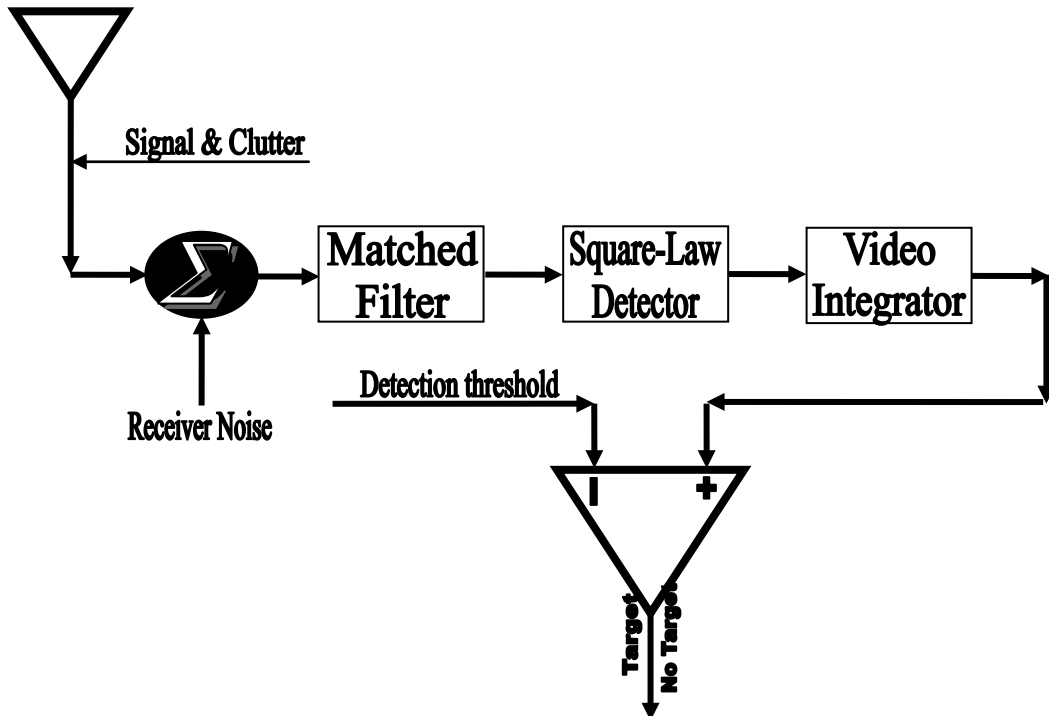 Signal & Clutter
Σ
Matched
Filter
Square-Law
Detector
Video
Integrator
Detection threshold
Receiver Noise
- +
Target
No Target